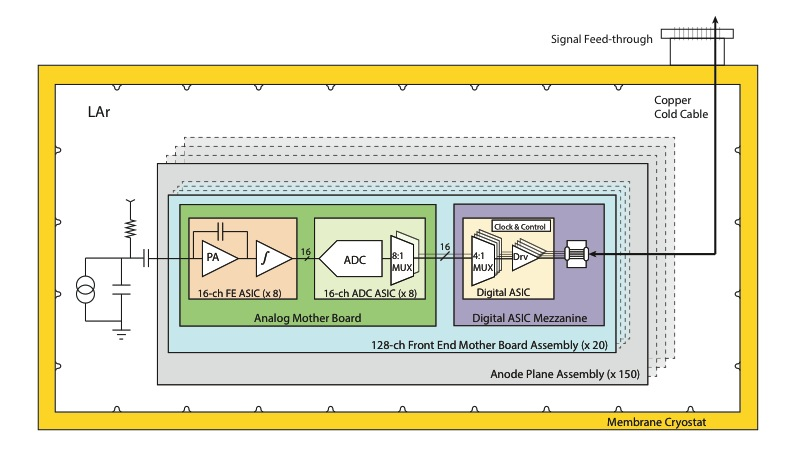 Signal Feed-through
Copper
Cold Cable
LAr
Clock & Control
16
16
PA
∫
ADC
8:1
MUX
4:1
MUX
Drv
16-ch FE ASIC (x 8)
16-ch ADC ASIC (x 8)
Digital ASIC
Analog Mother Board
Digital ASIC Mezzanine
128-ch Front End Mother Board Assembly (x 20)
Anode Plane Assembly (x 150)
Membrane Cryostat